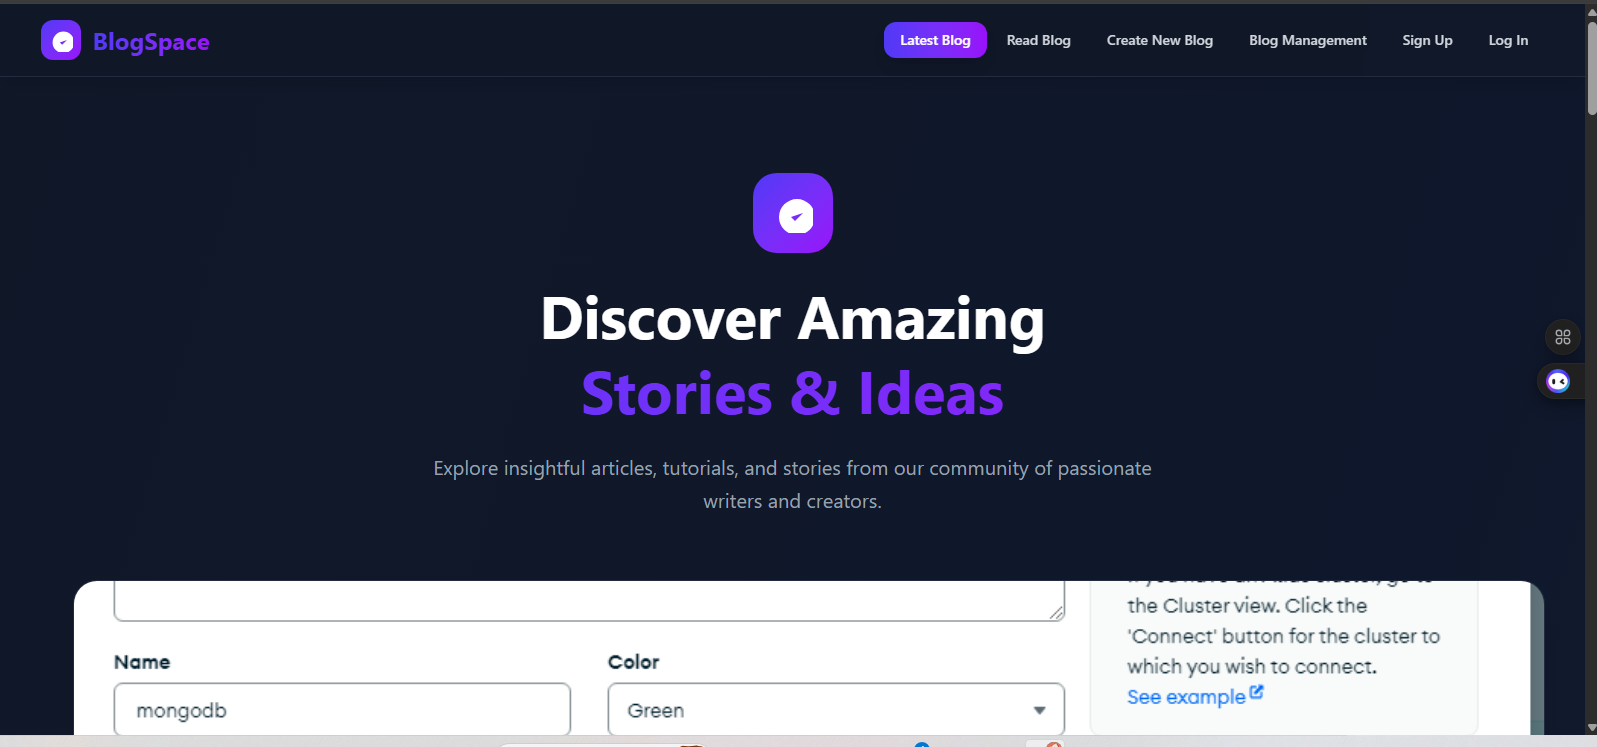 BlogSpace
Latest Blog
Read Blog
Create New Blog
Blog Management
Sign Up
Log In
Discover Amazing
Stories & Ideas
Explore insightful articles, tutorials, and stories from our community of passionate
writers and creators.
the Cluster view. Click the
'Connect' button for the cluster to
which you wish to connect.
See example
Name
Color
mongodb
Green